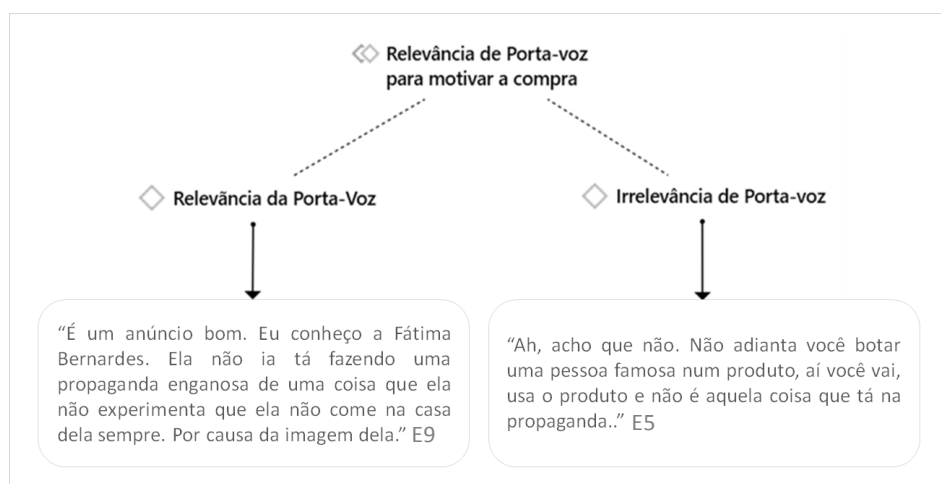 Relevância de Porta-voz
para motivar a compra
Relevãncia da Porta-Voz
Irrelevância de Porta-voz
“É um anúncio bom. Eu conheço a Fátima
Bernardes. Ela não ia tá fazendo uma
propaganda enganosa de uma coisa que ela
não experimenta que ela não come na casa
dela sempre. Por causa da imagem dela.” E9
“Ah, acho que não. Não adianta você botar
uma pessoa famosa num produto, aí você vai,
usa o produto e não é aquela coisa que tá na
propaganda..” E5